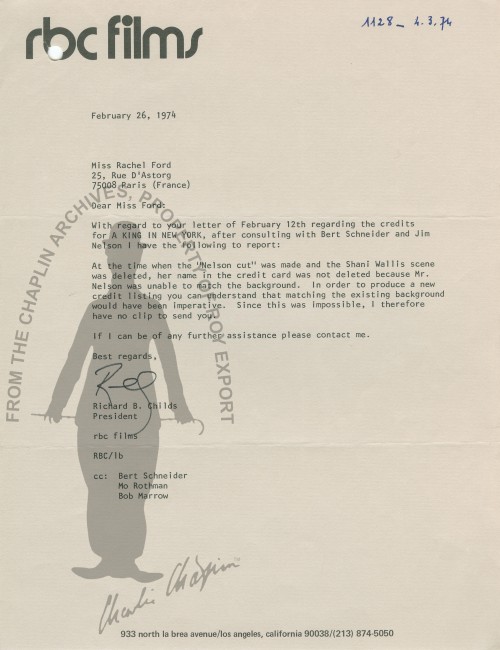 rbc films
1128_ 4.3.74
February 26, 1974
Miss Rachel Ford
25, Rue D'Astorg
75008 Paris (France)
Dear Miss Ford:
With regard to your letter of February 12th regarding the credits
for A KING IN NEW YORK, after consulting with Bert Schneider and Jim
Nelson I have the following to report:
At the time when the "Nelson cut" was made and the Shani Wallis scene
was deleted, her name in the credit card was not deleted because Mr.
Nelson was unable to match the background. In order to produce a new
credit listing you can understand that matching the existing background
would have been imperative. Since this was impossible, I therefore
have no clip to send you.
If I can be of any further assistance please contact me.
Best regards,
Richard B. Childs
President
rbc films
RBC/lb
cc: Bert Schneider
Mo Rothman
Bob Marrow
FROM THE CHAPLIN ARCHIVES, PROPERTY OF ROY EXPORT
Charlie Chaplin
933 north la brea avenue/los angeles, california 90038/(213) 874-5050